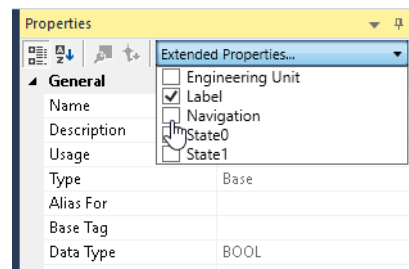 Properties
Extended Properties...
Engineering Unit
Label
Navigation
State0
State1
General
Name
Description
Usage
Type Base
Alias For
Base Tag
Data Type BOOL